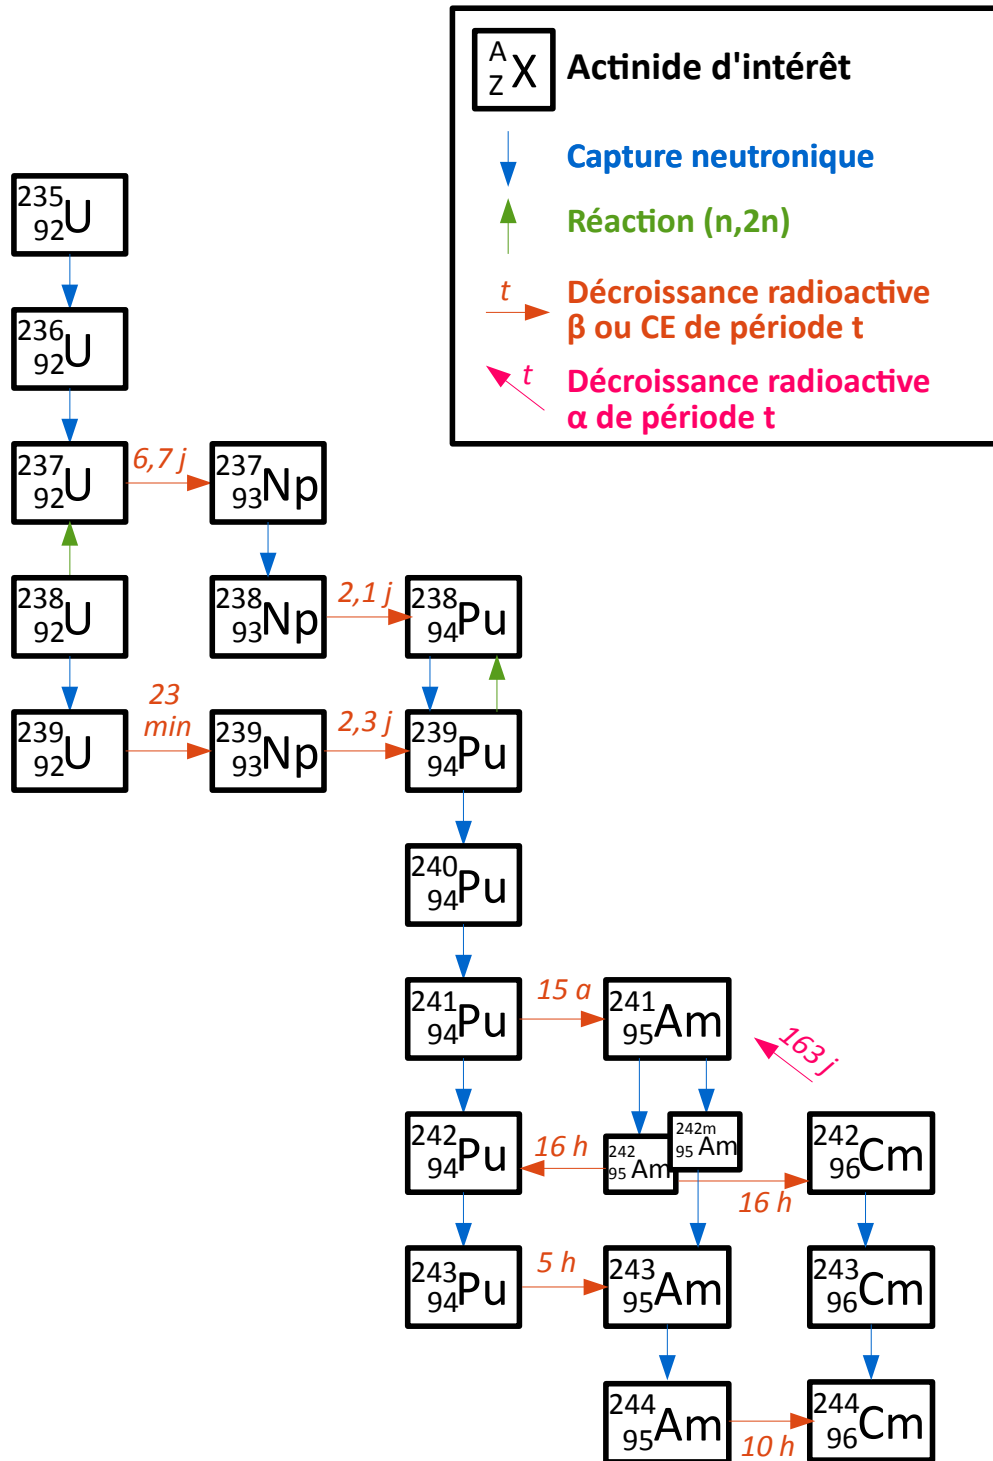 A
Z X
Actinide d'intérêt
Capture neutronique
Réaction (n,2n)
t
Décroissance radioactive
β ou CE de période t
t
Décroissance radioactive
α de période t
235
92 U
236
92 U
237
92 U
6,7 j
237
93 Np
238
92 U
238
93 Np
2,1 j
238
94 Pu
239
92 U
23
min
239
93 Np
2,3 j
239
94 Pu
240
94 Pu
241
94 Pu
15 a
241
95 Am
163 j
242
94 Pu
16 h
242
95 Am
242m
95 Am
16 h
242
96 Cm
243
94 Pu
5 h
243
95 Am
243
96 Cm
244
95 Am
10 h
244
96 Cm